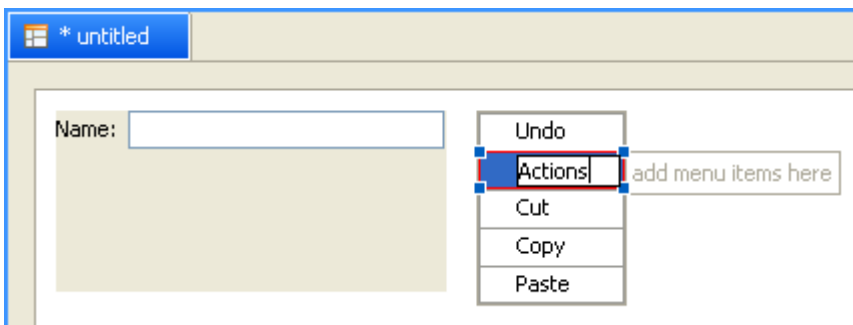 * untitled
Name:
Undo
Actions
add menu items here
Cut
Copy
Paste